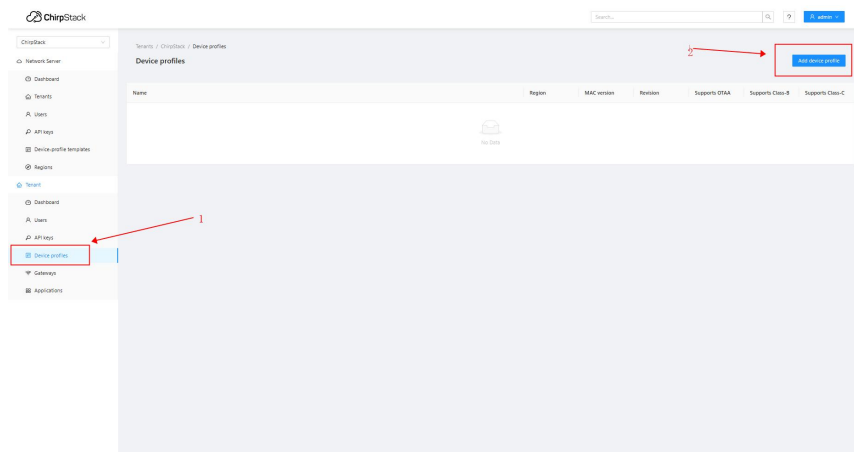 ChirpStack
Search...
?
admin
ChirpStack
Network Server
Dashboard
Tenants
Users
API keys
Device-profile templates
Regions
Tenant
Dashboard
Users
API keys
Device profiles
Gateways
Applications
Tenants / ChirpStack / Device profiles
Device profiles
Add device profile
Name Region MAC version Revision Supports OTAA Supports Class-B Supports Class-C
No Data
1
2